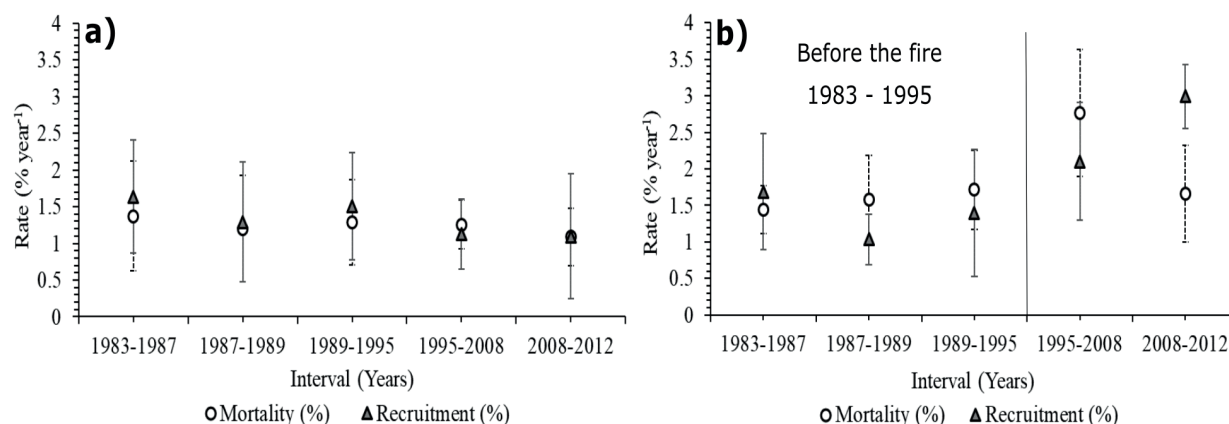 a)
4
3.5
3
2.5
2
1.5
1
0.5
0
Rate (% year⁻¹)
1983-1987 1987-1989 1989-1995 1995-2008 2008-2012
Interval (Years)
Mortality (%) Recruitment (%)
b)
Before the fire
1983 - 1995
4
3.5
3
2.5
2
1.5
1
0.5
0
Rate (% year⁻¹)
1983-1987 1987-1989 1989-1995 1995-2008 2008-2012
Interval (Years)
Mortality (%) Recruitment (%)